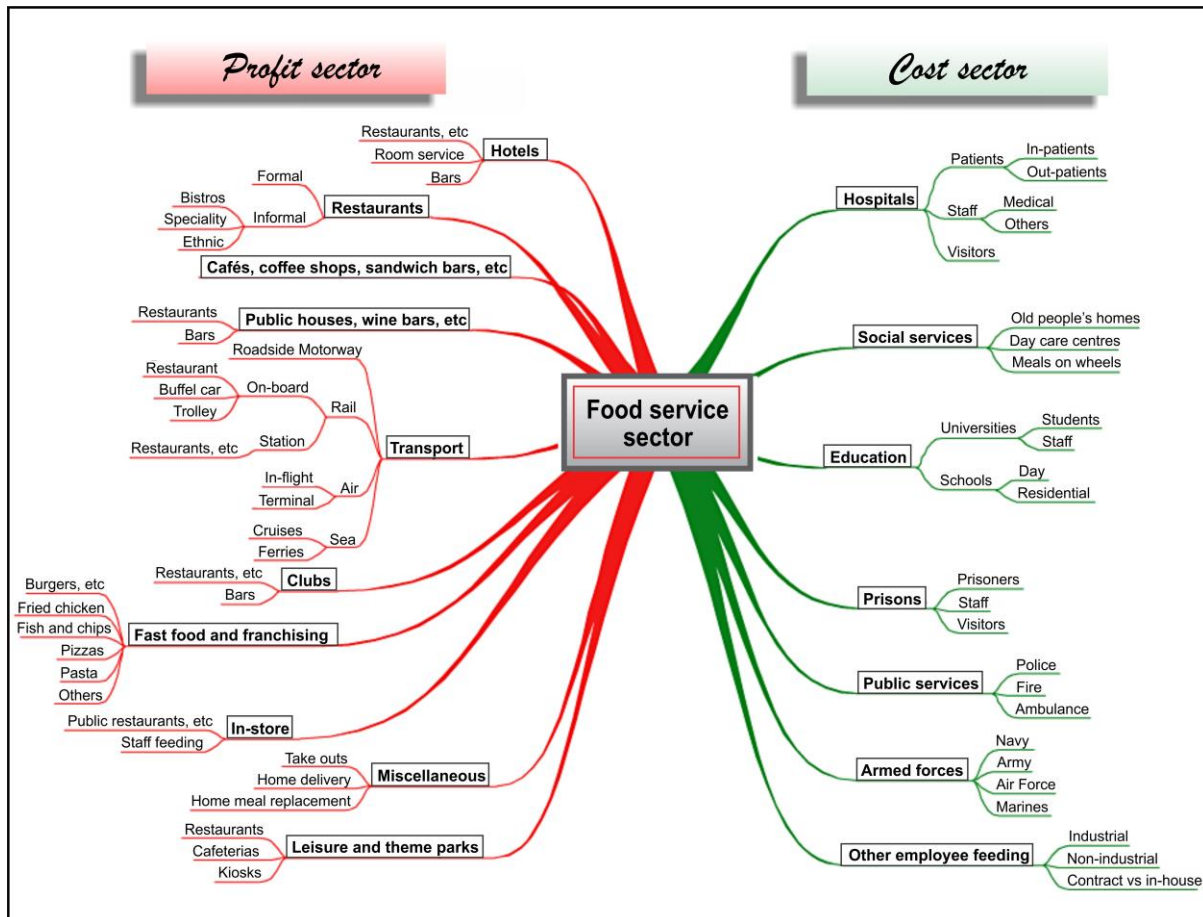 Profit sector
Cost sector
Restaurants, etc
Room service
Bars
Hotels
Formal
Bistros
Speciality
Ethnic
Informal
Restaurants
Cafés, coffee shops, sandwich bars, etc
Restaurants
Bars
Public houses, wine bars, etc
Roadside Motorway
Restaurant
Buffel car
Trolley
On-board
Rail
Restaurants, etc
Station
Transport
In-flight
Terminal
Air
Cruises
Ferries
Sea
Restaurants, etc
Bars
Clubs
Burgers, etc
Fried chicken
Fish and chips
Pizzas
Pasta
Others
Fast food and franchising
Public restaurants, etc
Staff feeding
In-store
Take outs
Home delivery
Home meal replacement
Miscellaneous
Restaurants
Cafeterias
Kiosks
Leisure and theme parks
Food service
sector
Hospitals
Patients
In-patients
Out-patients
Staff
Medical
Others
Visitors
Social services
Old people's homes
Day care centres
Meals on wheels
Education
Universities
Students
Staff
Schools
Day
Residential
Prisons
Prisoners
Staff
Visitors
Public services
Police
Fire
Ambulance
Armed forces
Navy
Army
Air Force
Marines
Other employee feeding
Industrial
Non-industrial
Contract vs in-house